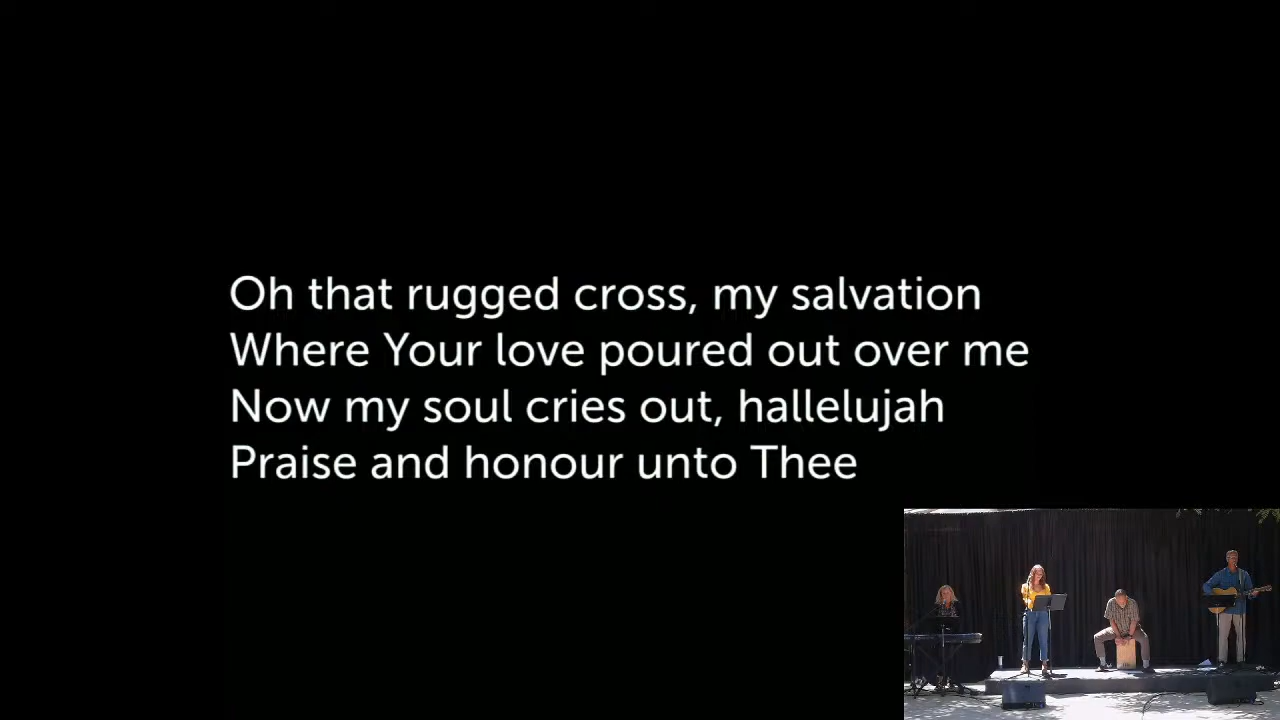 Oh that rugged cross, my salvation
Where Your love poured out over me
Now my soul cries out, hallelujah
Praise and honour unto Thee